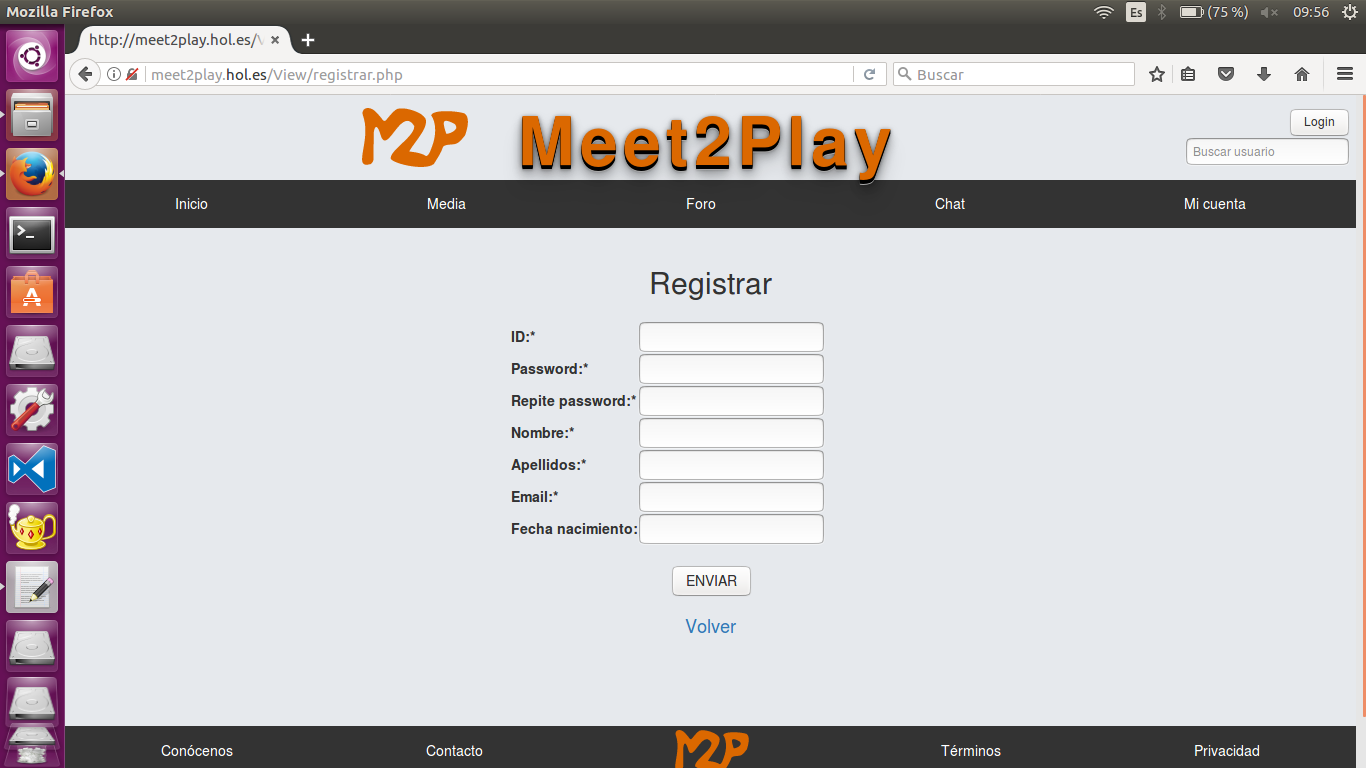 Mozilla Firefox
Es
(75 %)
09:56
http://meet2play.hol.es/V
meet2play.hol.es/View/registrar.php
Buscar
M2P
Meet2Play
Login
Buscar usuario
Inicio
Media
Foro
Chat
Mi cuenta
Registrar
ID:*
Password:*
Repite password:*
Nombre:*
Apellidos:*
Email:*
Fecha nacimiento:
ENVIAR
Volver
Conócenos
Contacto
M2P
Términos
Privacidad